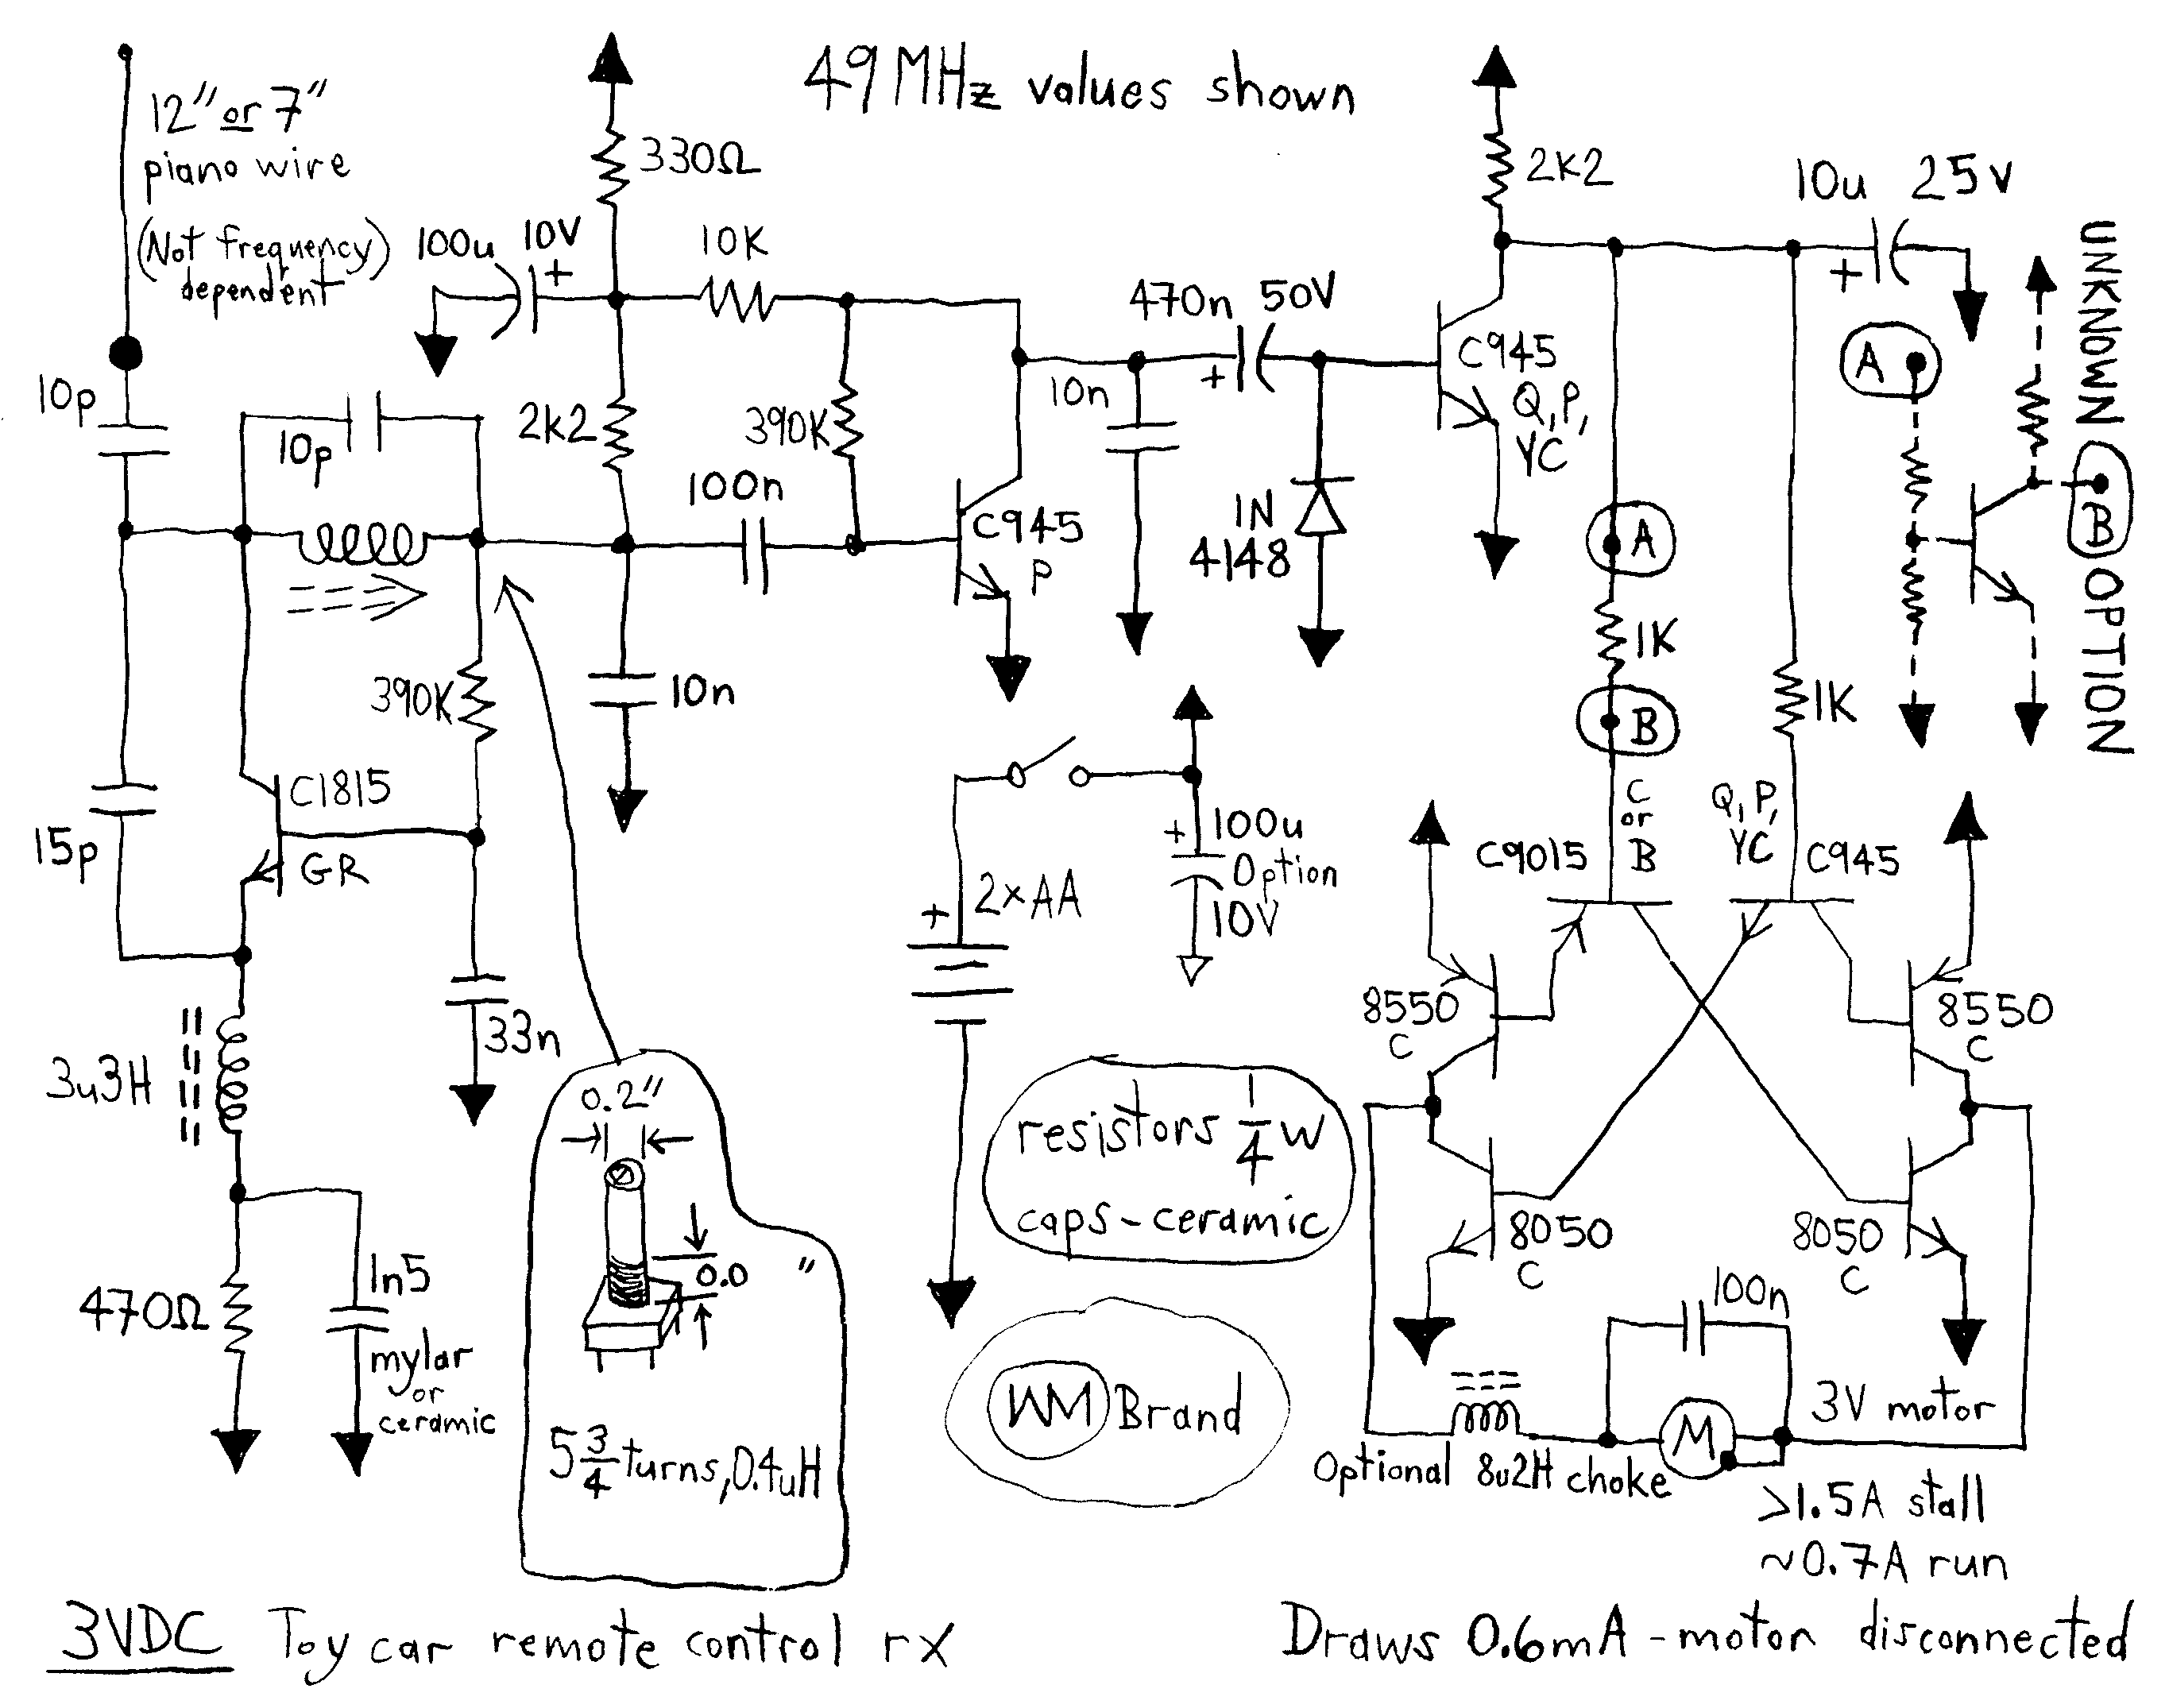 49 MHz values shown
12" or 7"
piano wire
(Not frequency)
dependent
330Ω
100u 10V
+
10K
470n 50V
+
2K2
10u 25V
+
UNKNOWN
B
OPTION
A
10p
10p
2k2
390K
100n
10n
C945
P
1N
4148
C945
Q, P,
YC
A
1K
B
1K
390K
10n
C1815
GR
15p
33n
3u3H
470Ω
1n5
mylar
or
ceramic
+
2xAA
+
100u
Option
10V
C
or
B
C9015
Q, P,
YC
C945
8550
C
8550
C
8050
C
8050
C
0.2"
0.0 "
5 3/4 turns, 0.4uH
resistors 1/4 W
caps - ceramic
WM Brand
100n
M
3V motor
Optional 8u2H choke
>1.5A stall
~0.7A run
3VDC Toy car remote control rx
Draws 0.6mA - motor disconnected